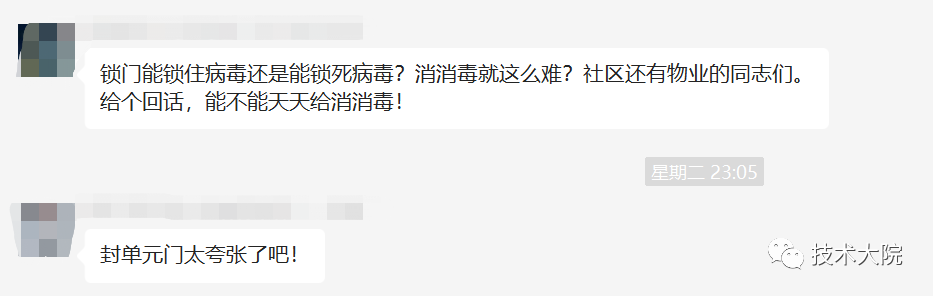 锁门能锁住病毒还是能锁死病毒？消消毒就这么难？社区还有物业的同志们。
给个回话，能不能天天给消消毒！
星期二 23:05
封单元门太夸张了吧！
技术大院